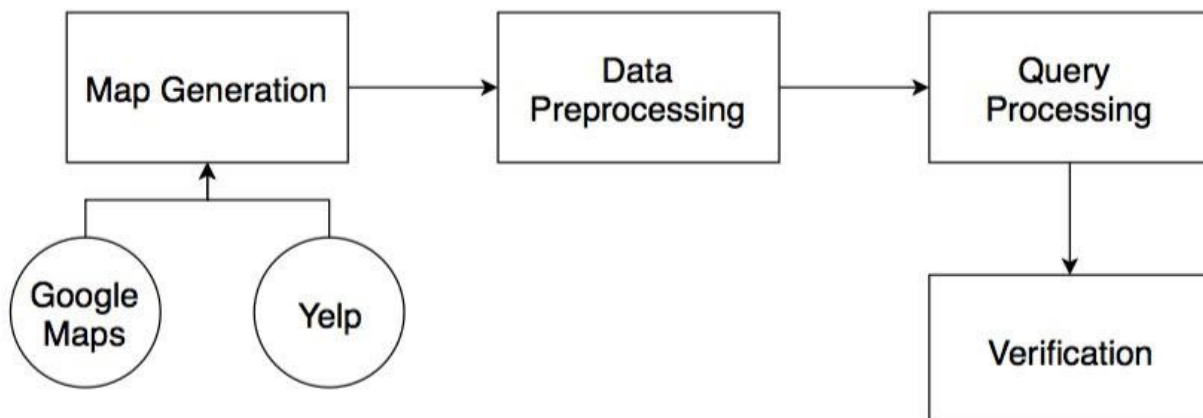 Map Generation
Data
Preprocessing
Query
Processing
Google
Maps
Yelp
Verification